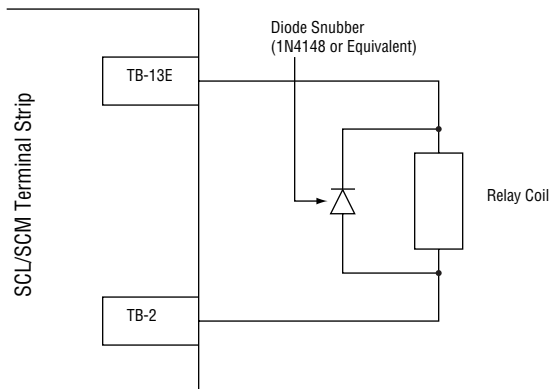 Diode Snubber
(1N4148 or Equivalent)
TB-13E
SCL/SCM Terminal Strip
Relay Coil
TB-2